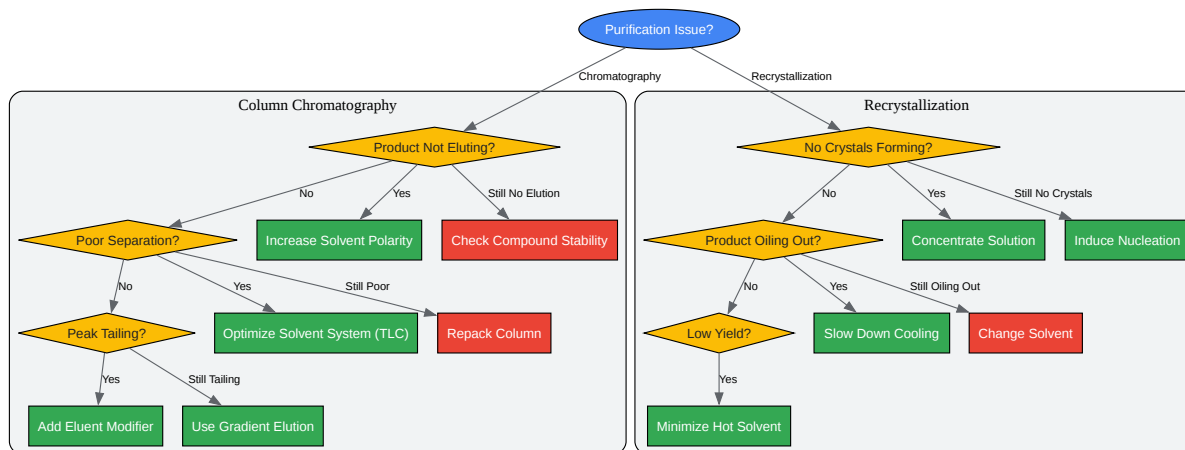 Purification Issue?
Chromatography
Recrystallization
Column Chromatography
Recrystallization
Product Not Eluting?
No Crystals Forming?
No
Yes
Still No Elution
No
Yes
Still No Crystals
Poor Separation?
Increase Solvent Polarity
Check Compound Stability
Product Oiling Out?
Concentrate Solution
Induce Nucleation
No
Yes
Still Poor
No
Yes
Still Oiling Out
Peak Tailing?
Optimize Solvent System (TLC)
Repack Column
Low Yield?
Slow Down Cooling
Change Solvent
Yes
Still Tailing
Yes
Add Eluent Modifier
Use Gradient Elution
Minimize Hot Solvent